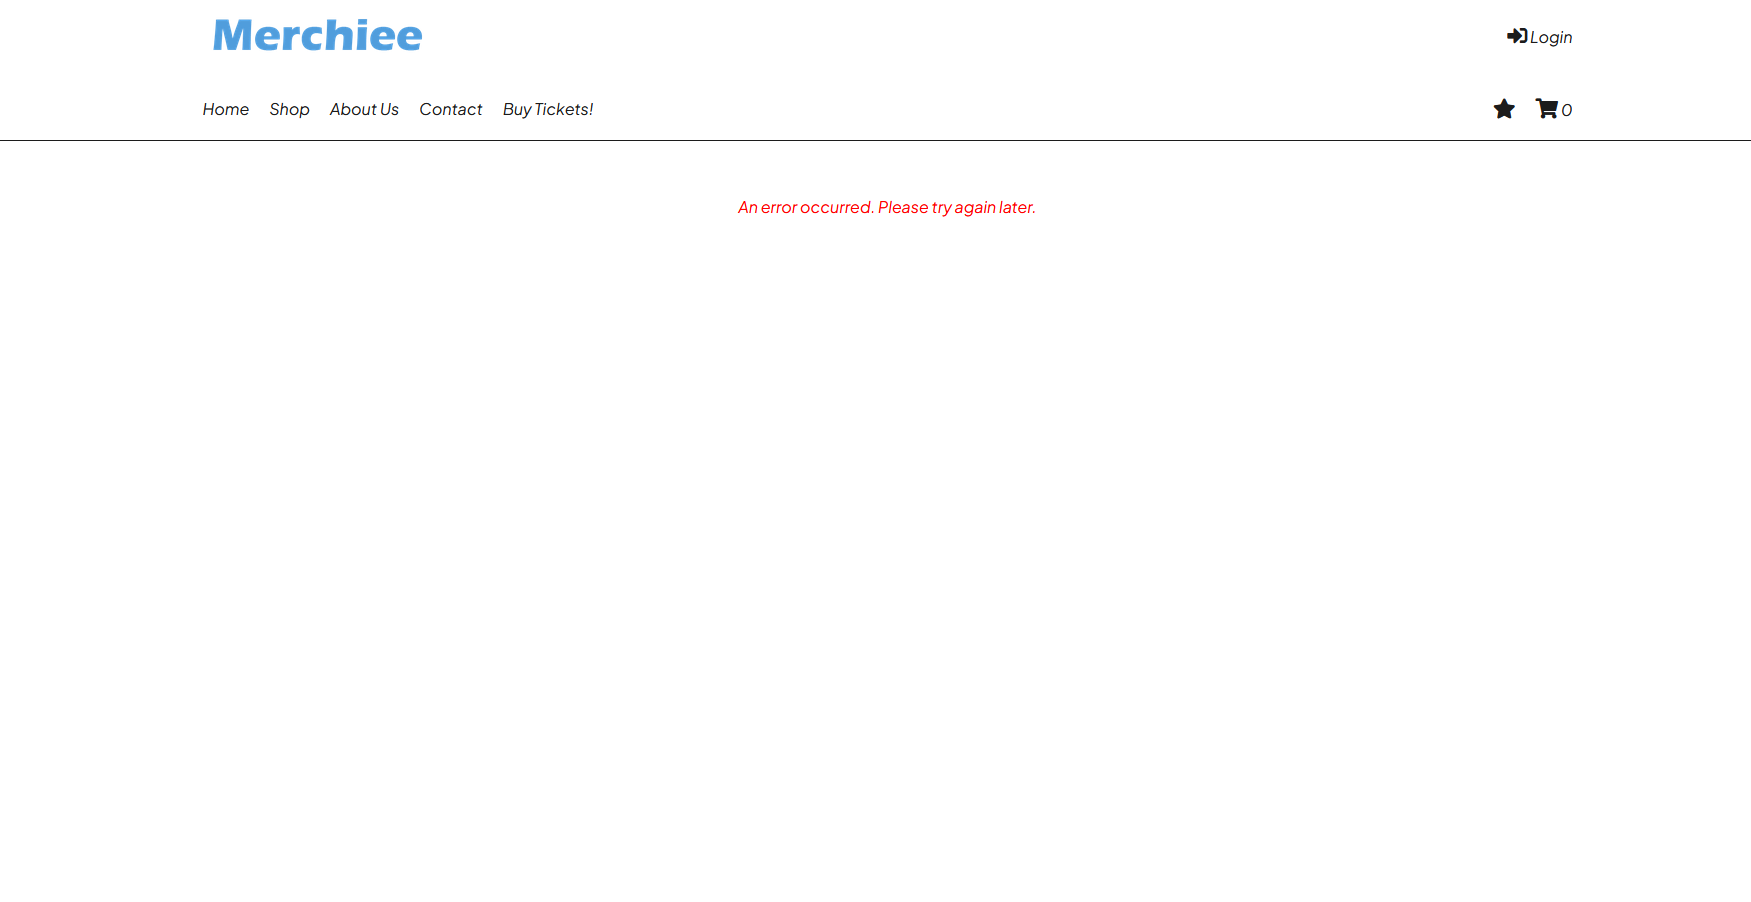 Merchiee
Login
Home Shop About Us Contact Buy Tickets!
0
An error occurred. Please try again later.